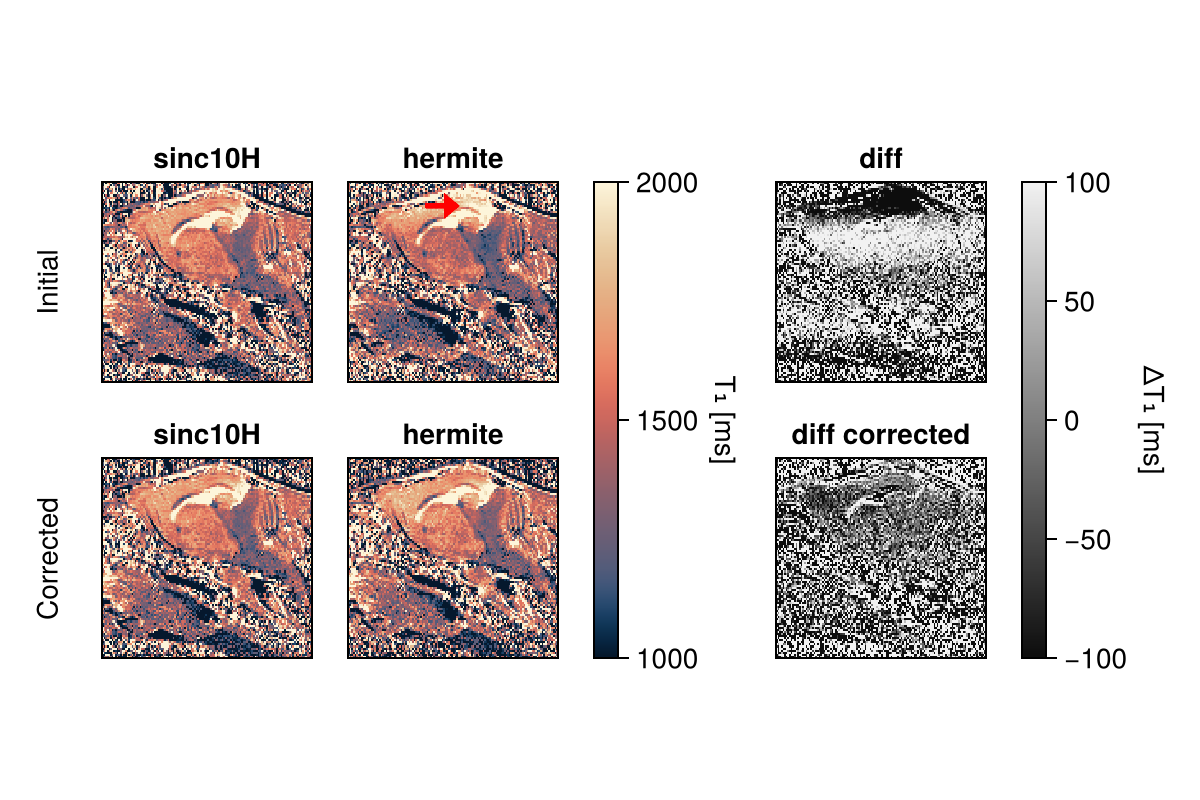 sinc10H
hermite
diff
Initial
2000
1500
1000
T₁ [ms]
100
50
0
−50
−100
ΔT₁ [ms]
sinc10H
hermite
diff corrected
Corrected